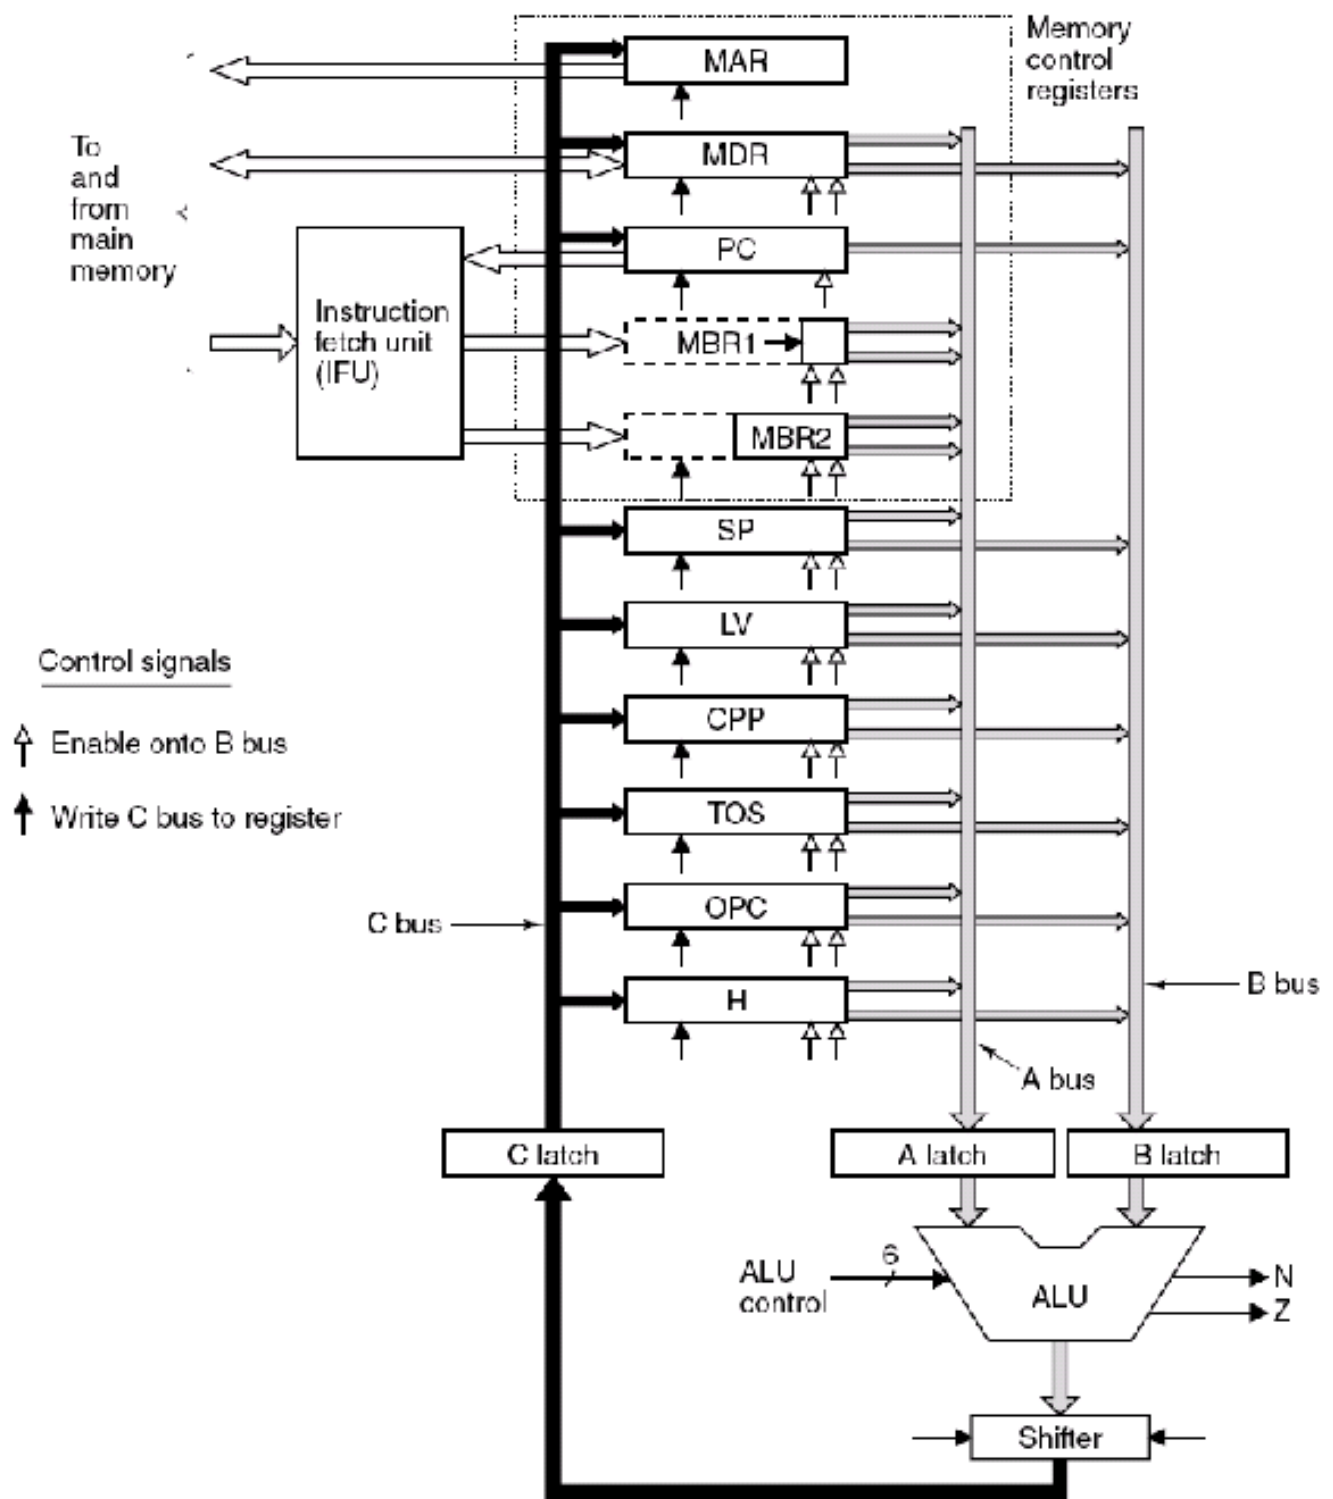 MAR
Memory
control
registers
To
and
from
main
memory
MDR
PC
Instruction
fetch unit
(IFU)
MBR1
MBR2
SP
LV
Control signals
CPP
Enable onto B bus
TOS
Write C bus to register
OPC
C bus
H
B bus
A bus
C latch
A latch
B latch
6
ALU
control
ALU
N
Z
Shifter